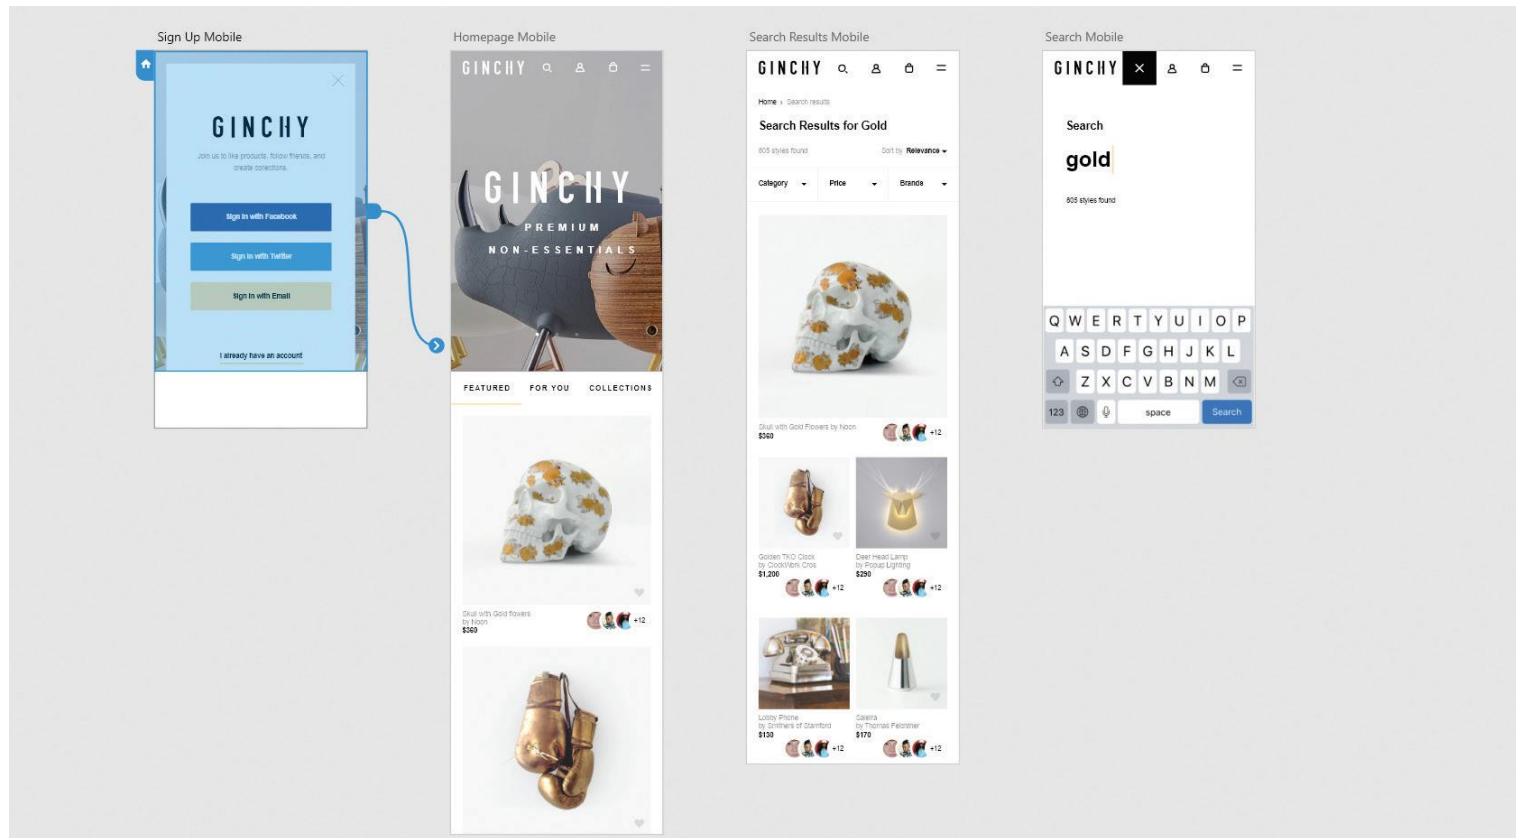 Sign Up Mobile
GINCHY
Join us to like products, follow friends, and
create collections.
Sign in with Facebook
Sign in with Twitter
Sign in with Email
I already have an account
Homepage Mobile
GINCHY
GINCHY
PREMIUM
NON-ESSENTIALS
FEATURED FOR YOU COLLECTIONS
Skull with Gold flowers
by Noon
$360
+12
Search Results Mobile
GINCHY
Home › Search results
Search Results for Gold
805 styles found Sort by Relevance
Category Price Brands
Skull with Gold Flowers by Noon
$360
+12
Golden TKO Clock
by ClockWork Cros
$1,200
+12
Deer Head Lamp
by Popup Lighting
$290
+12
Lobby Phone
by Smithers of Stamford
$130
+12
Saleira
by Thomas Feichtner
$170
+12
Search Mobile
GINCHY
Search
gold
805 styles found
Q W E R T Y U I O P
A S D F G H J K L
Z X C V B N M
123 space Search